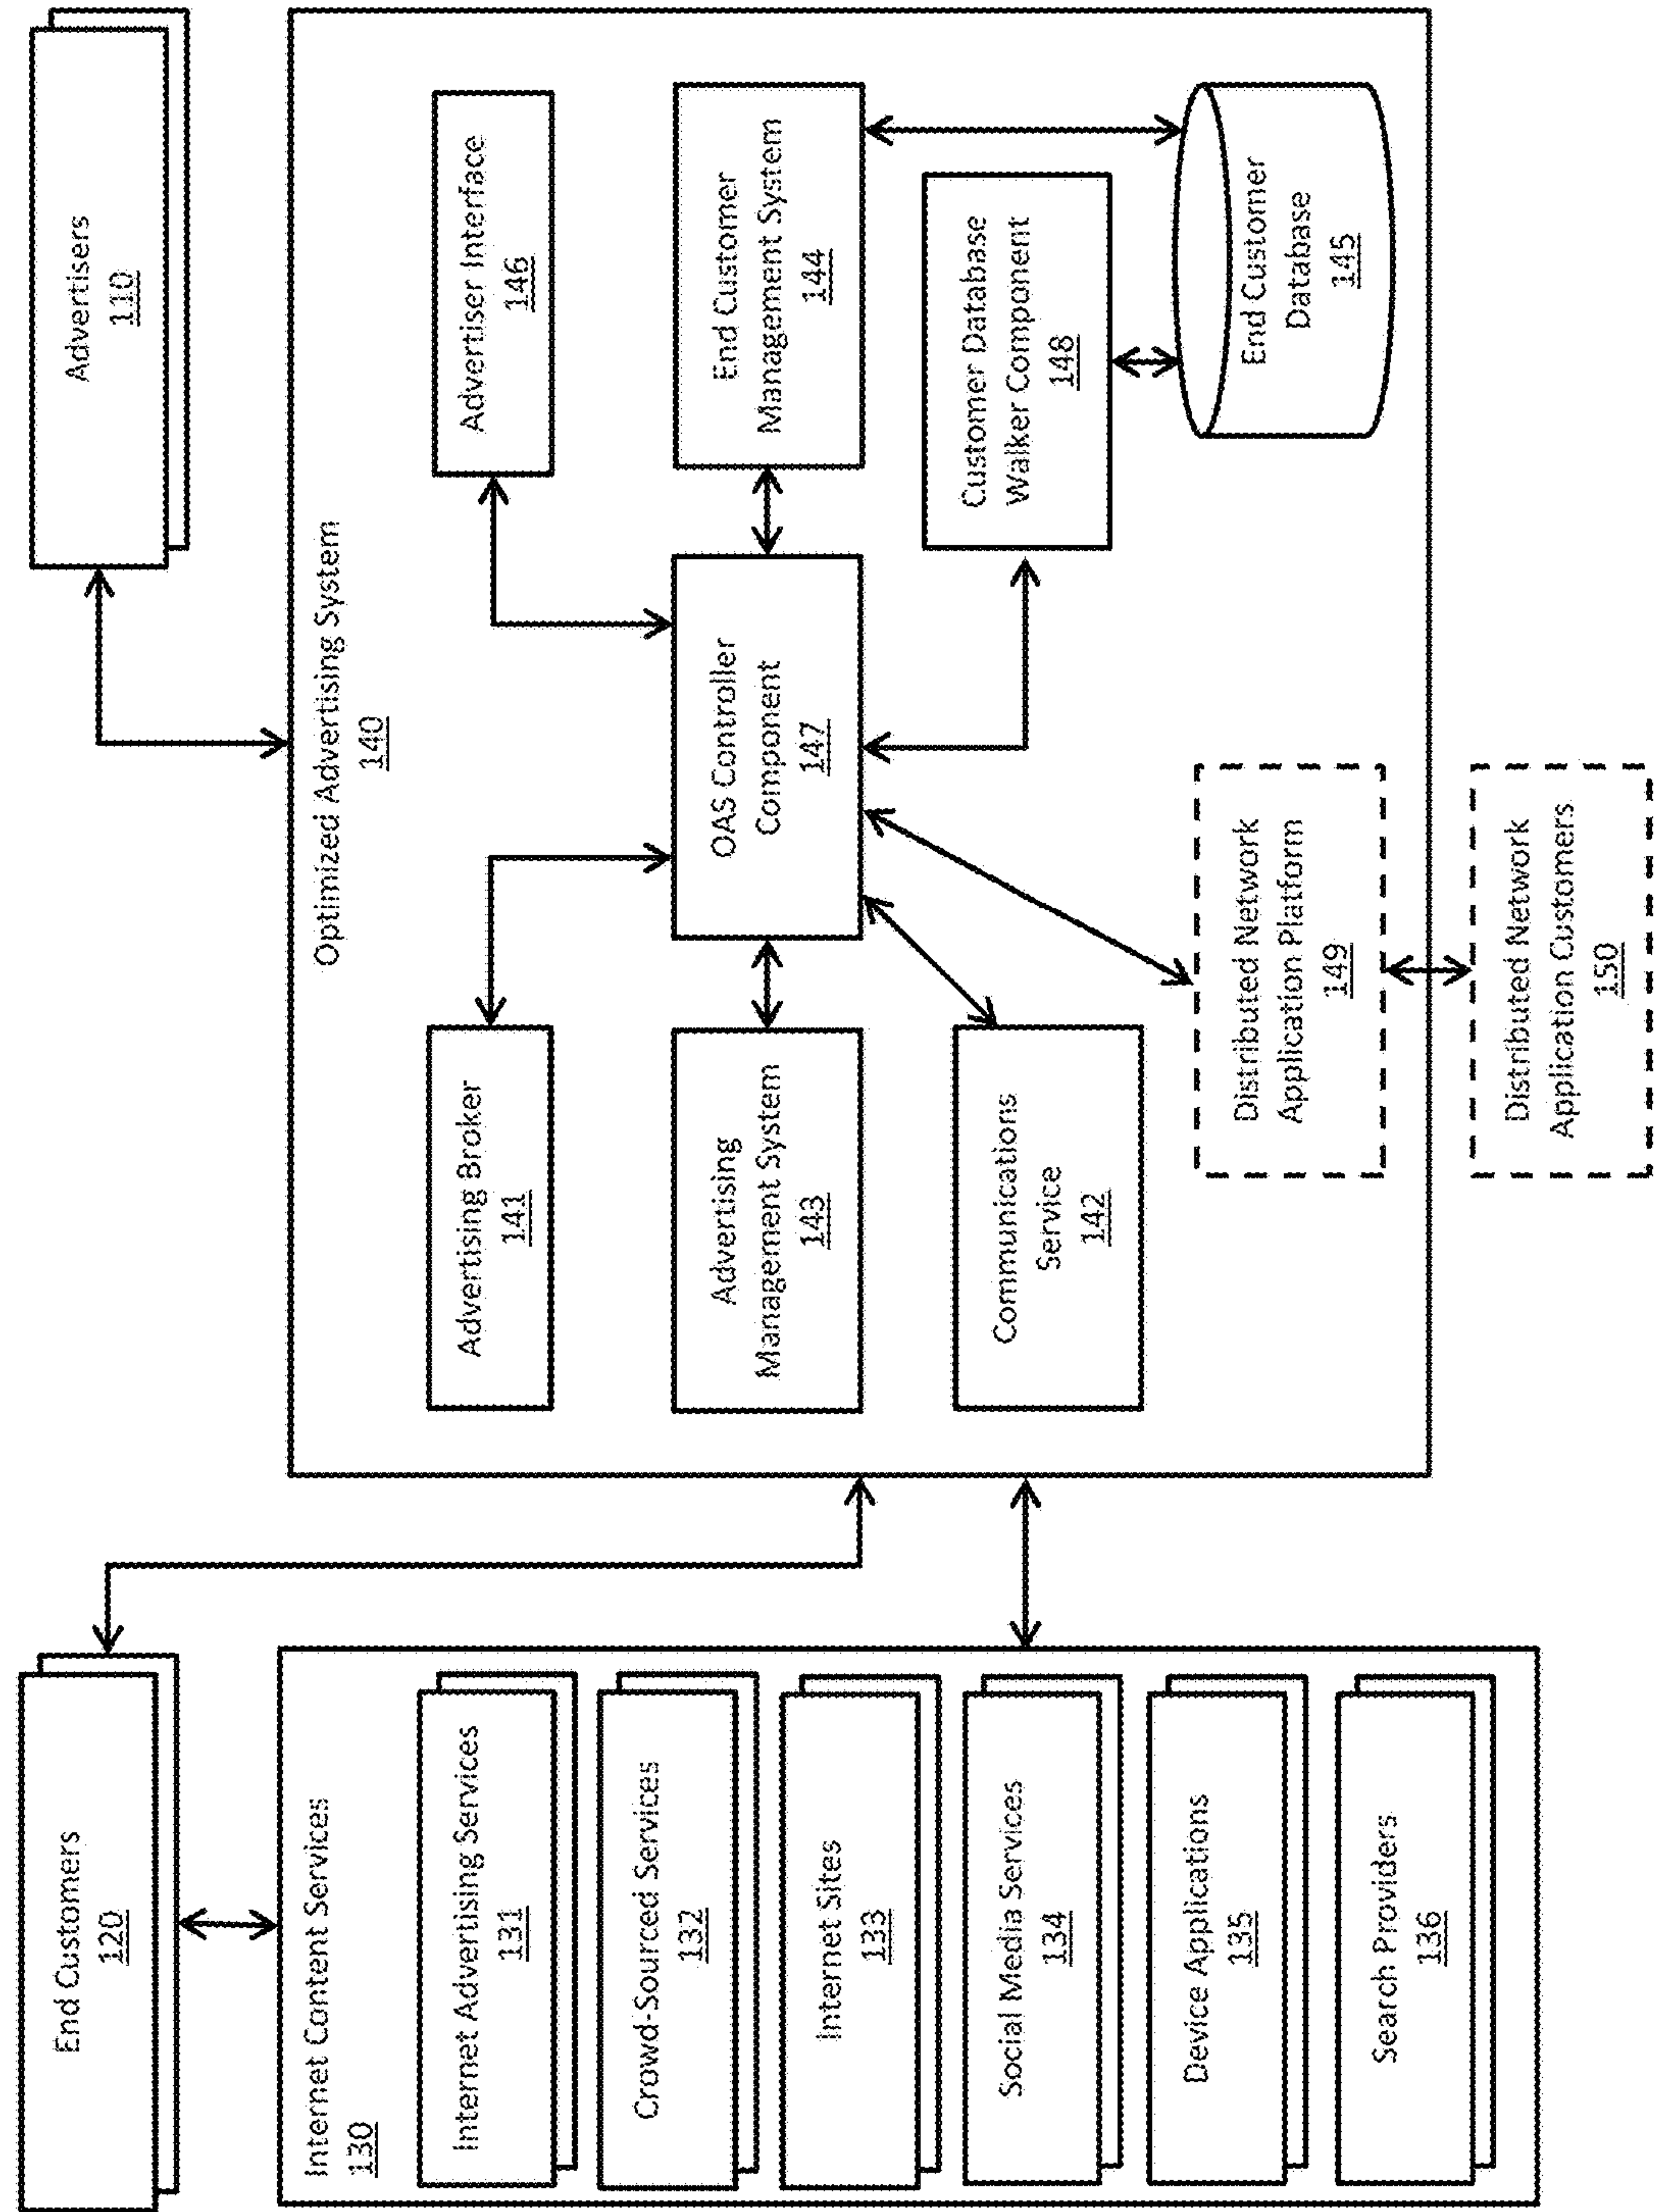 End Customers
120
Internet Content Services
130
Internet Advertising Services
131
Crowd-Sourced Services
132
Internet Sites
133
Social Media Services
134
Device Applications
135
Search Providers
136
Advertisers
110
Optimized Advertising System
140
Advertising Broker
141
Advertiser Interface
146
Advertising
Management System
143
OAS Controller
Component
147
End Customer
Management System
144
Communications
Service
142
Customer Database
Walker Component
148
Distributed Network
Application Platform
149
End Customer
Database
145
Distributed Network
Application Customers
150